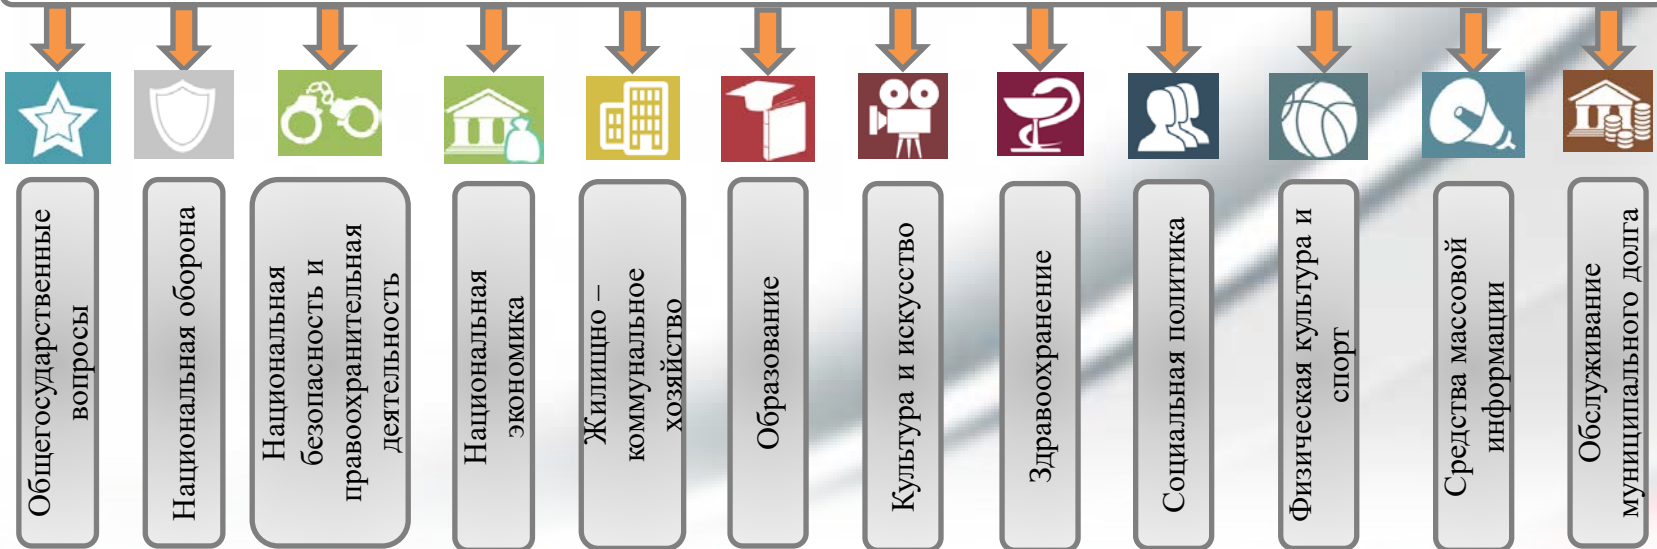 Общегосударственные
вопросы
Национальная оборона
Национальная
безопасность и
правоохранительная
деятельность
Национальная
экономика
Жилищно –
коммунальное
хозяйство
Образование
Культура и искусство
Здравоохранение
Социальная политика
Физическая культура и
спорт
Средства массовой
информации
Обслуживание
муниципального долга